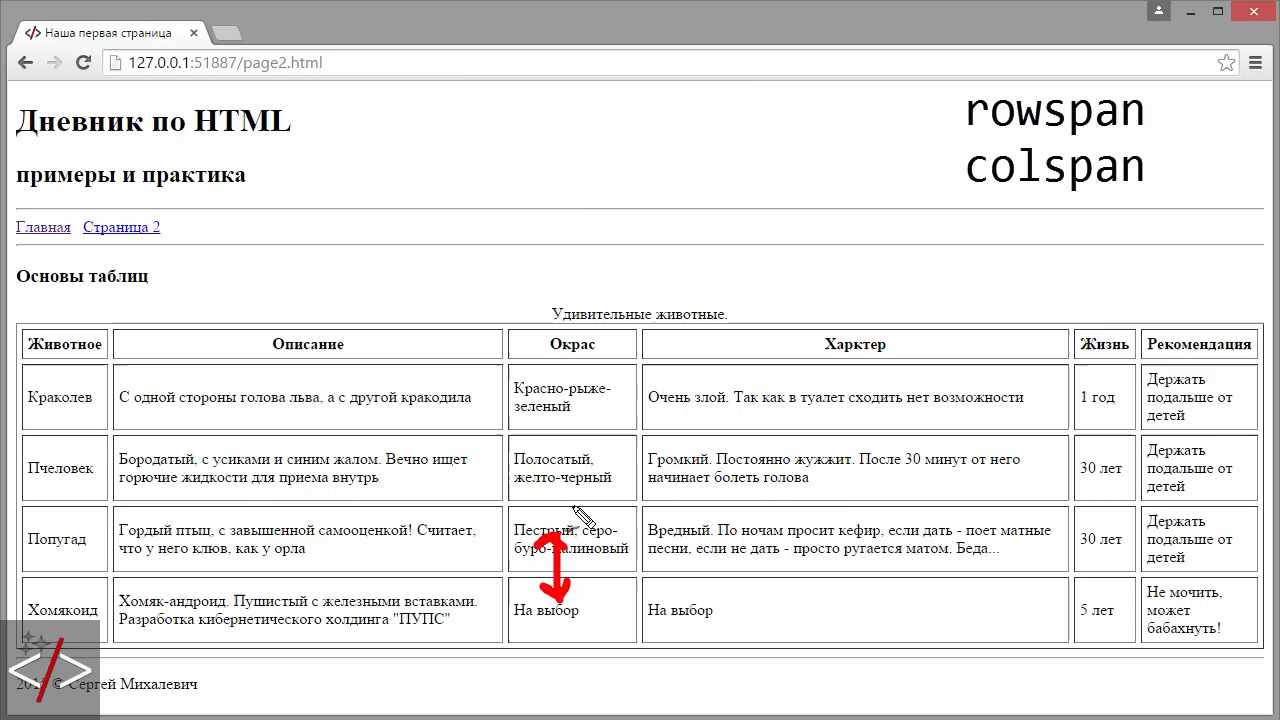 Наша первая страница
127.0.0.1:51887/page2.html
Дневник по HTML
rowspan
colspan
примеры и практика
Главная Страница 2
Основы таблиц
Удивительные животные.
Животное Описание Окрас Харктер Жизнь Рекомендация
Краколев
С одной стороны голова льва, а с другой кракодила
Красно-рыже-
зеленый
Очень злой. Так как в туалет сходить нет возможности
1 год
Держать
подальше от
детей
Пчеловек
Бородатый, с усиками и синим жалом. Вечно ищет
горючие жидкости для приема внутрь
Полосатый,
желто-черный
Громкий. Постоянно жужжит. После 30 минут от него
начинает болеть голова
30 лет
Держать
подальше от
детей
Попугад
Гордый птыц, с завышенной самооценкой! Считает,
что у него клюв, как у орла
Пестрый, серо-
буро-малиновый
Вредный. По ночам просит кефир, если дать - поет матные
песни, если не дать - просто ругается матом. Беда...
30 лет
Держать
подальше от
детей
Хомякоид
Хомяк-андроид. Пушистый с железными вставками.
Разработка кибернетического холдинга "ПУПС"
На выбор
На выбор
5 лет
Не мочить,
может
бабахнуть!
© Сергей Михалевич